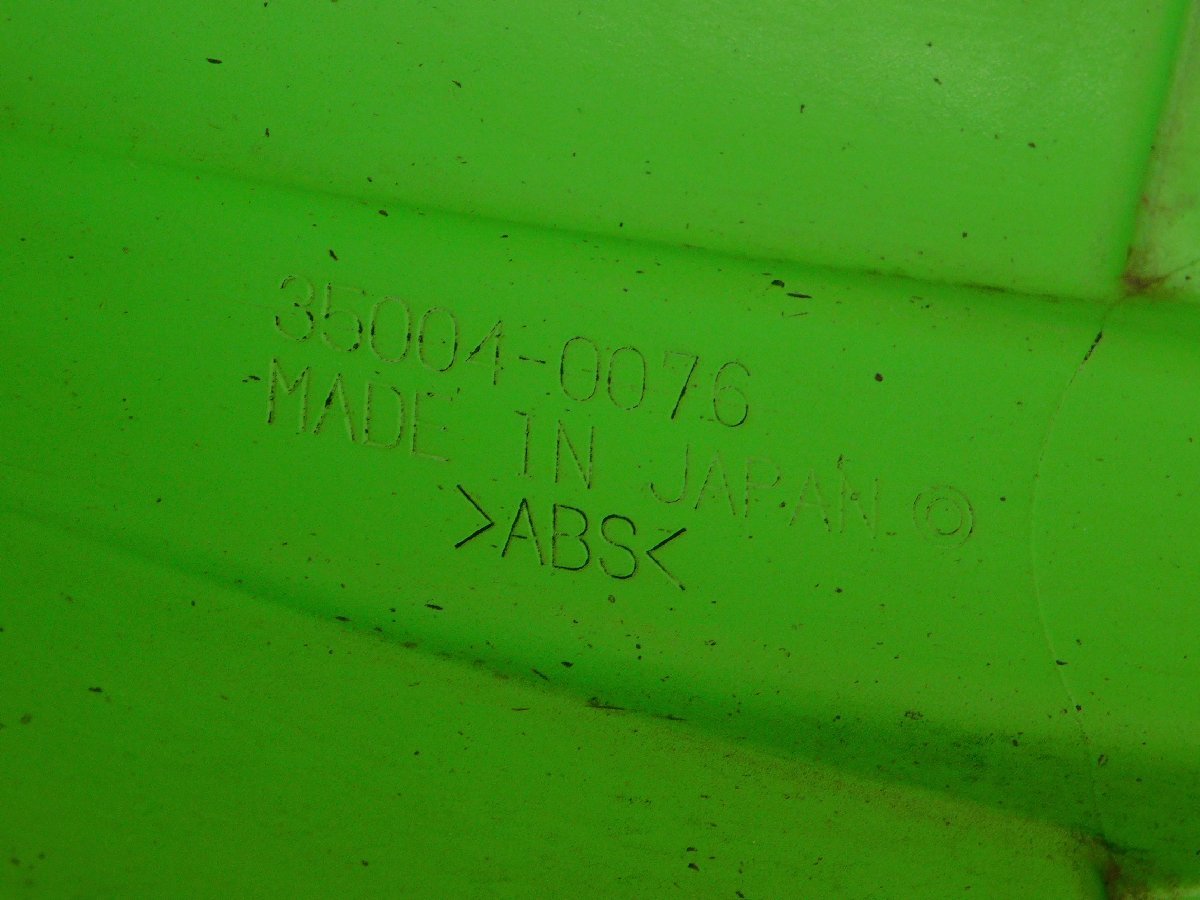 35004-0076
MADE IN JAPAN ◎
>ABS<